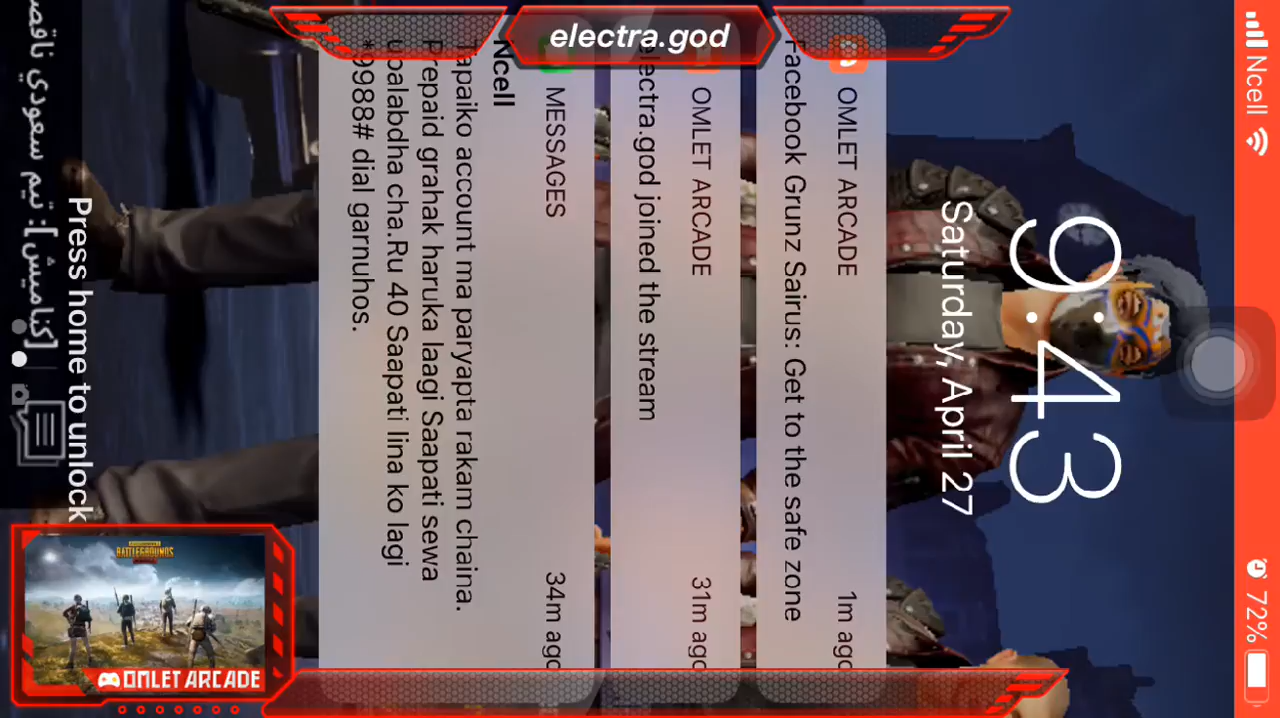 electra.god
Ncell
72%
9:43
Saturday, April 27
OMLET ARCADE
1m ago
Facebook Grunz Sairus: Get to the safe zone
OMLET ARCADE
31m ago
electra.god joined the stream
MESSAGES
34m ago
Ncell
Tapaiko account ma paryapta rakam chaina.
Prepaid grahak haruka laagi Saapati sewa
upalabdha cha.Ru 40 Saapati lina ko lagi
*9988# dial garnuhos.
Press home to unlock
تيم سعودي
BATTLEGROUNDS
OMLET ARCADE